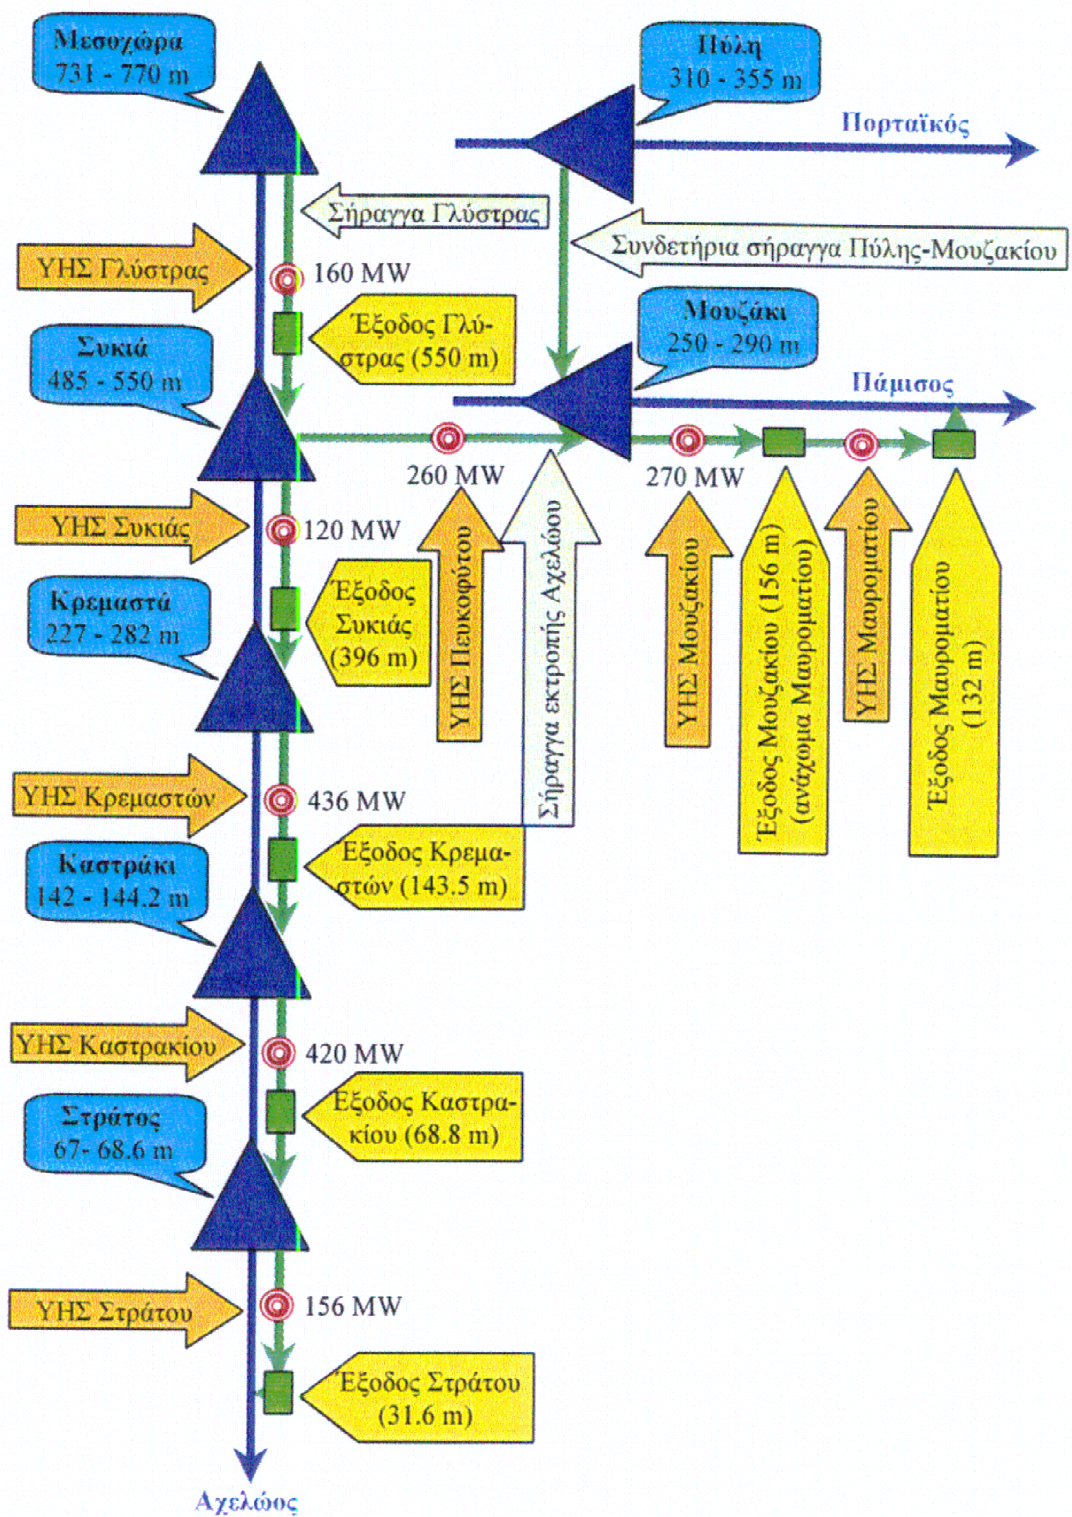 Μεσοχώρα
731 - 770 m
Πύλη
310 - 355 m
Πορταϊκός
Σήραγγα Γλύστρας
Συνδετήρια σήραγγα Πύλης-Μουζακίου
ΥΗΣ Γλύστρας
160 MW
Έξοδος Γλύ-
στρας (550 m)
Μουζάκι
250 - 290 m
Συκιά
485 - 550 m
Πάμισος
260 MW
270 MW
ΥΗΣ Συκιάς
120 MW
Έξοδος
Συκιάς
(396 m)
Κρεμαστά
227 - 282 m
ΥΗΣ Πευκοφύτου
Σήραγγα εκτροπής Αχελώου
ΥΗΣ Μουζακίου
Έξοδος Μουζακίου (156 m)
(ανάχωμα Μαυροματίου)
ΥΗΣ Μαυροματίου
Έξοδος Μαυροματίου
(132 m)
ΥΗΣ Κρεμαστών
436 MW
Έξοδος Κρεμα-
στών (143.5 m)
Καστράκι
142 - 144.2 m
ΥΗΣ Καστρακίου
420 MW
Έξοδος Καστρα-
κίου (68.8 m)
Στράτος
67- 68.6 m
ΥΗΣ Στράτου
156 MW
Έξοδος Στράτου
(31.6 m)
Αχελώος